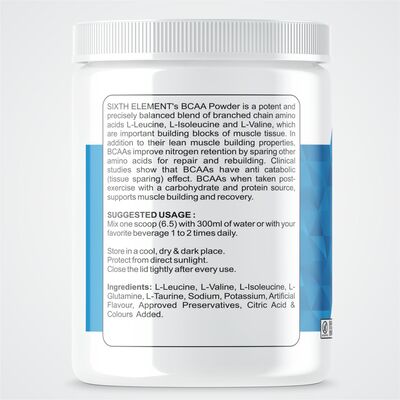 SIXTH ELEMENT's BCAA Powder is a potent and
precisely balanced blend of branched chain amino
acids L-Leucine, L-Isoleucine and L-Valine, which
are important building blocks of muscle tissue. In
addition to their lean muscle building properties,
BCAAs improve nitrogen retention by sparing other
amino acids for repair and rebuilding. Clinical
studies show that BCAAs have anti catabolic
(tissue sparing) effect. BCAAs when taken post-
exercise with a carbohydrate and protein source,
supports muscle building and recovery.
SUGGESTED USAGE :
Mix one scoop (6.5) with 300ml of water or with your
favorite beverage 1 to 2 times daily.
Store in a cool, dry & dark place.
Protect from direct sunlight.
Close the lid tightly after every use.
Ingredients: L-Leucine, L-Valine, L-Isoleucine, L-
Glutamine, L-Taurine, Sodium, Potassium, Artificial
Flavour, Approved Preservatives, Citric Acid &
Colours Added.